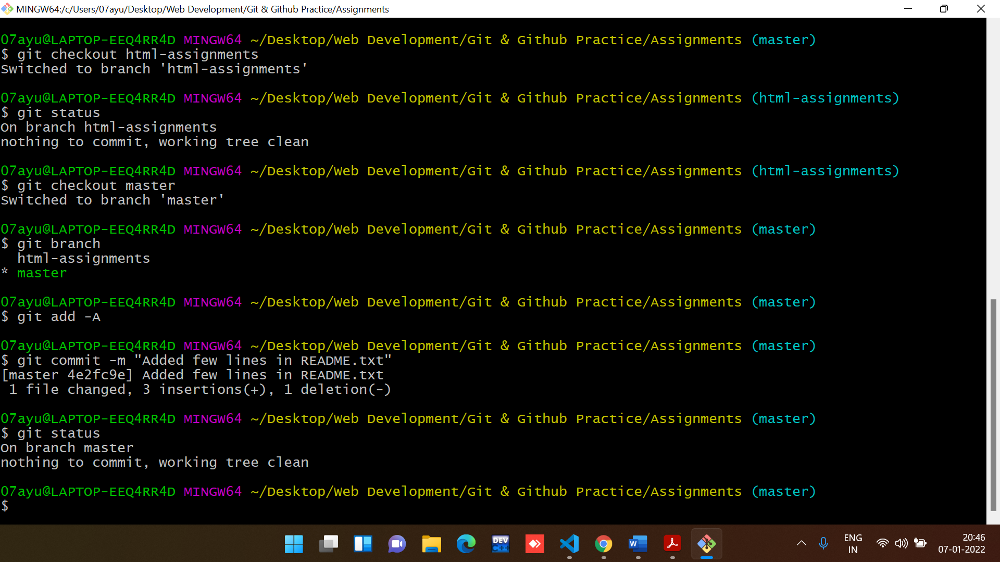 MINGW64:/c/Users/07ayu/Desktop/Web Development/Git & Github Practice/Assignments
07ayu@LAPTOP-EEQ4RR4D MINGW64 ~/Desktop/Web Development/Git & Github Practice/Assignments (master)
$ git checkout html-assignments
Switched to branch 'html-assignments'
07ayu@LAPTOP-EEQ4RR4D MINGW64 ~/Desktop/Web Development/Git & Github Practice/Assignments (html-assignments)
$ git status
On branch html-assignments
nothing to commit, working tree clean
07ayu@LAPTOP-EEQ4RR4D MINGW64 ~/Desktop/Web Development/Git & Github Practice/Assignments (html-assignments)
$ git checkout master
Switched to branch 'master'
07ayu@LAPTOP-EEQ4RR4D MINGW64 ~/Desktop/Web Development/Git & Github Practice/Assignments (master)
$ git branch
  html-assignments
* master
07ayu@LAPTOP-EEQ4RR4D MINGW64 ~/Desktop/Web Development/Git & Github Practice/Assignments (master)
$ git add -A
07ayu@LAPTOP-EEQ4RR4D MINGW64 ~/Desktop/Web Development/Git & Github Practice/Assignments (master)
$ git commit -m "Added few lines in README.txt"
[master 4e2fc9e] Added few lines in README.txt
 1 file changed, 3 insertions(+), 1 deletion(-)
07ayu@LAPTOP-EEQ4RR4D MINGW64 ~/Desktop/Web Development/Git & Github Practice/Assignments (master)
$ git status
On branch master
nothing to commit, working tree clean
07ayu@LAPTOP-EEQ4RR4D MINGW64 ~/Desktop/Web Development/Git & Github Practice/Assignments (master)
$
DEV
C++
W
ENG
IN
20:46
07-01-2022